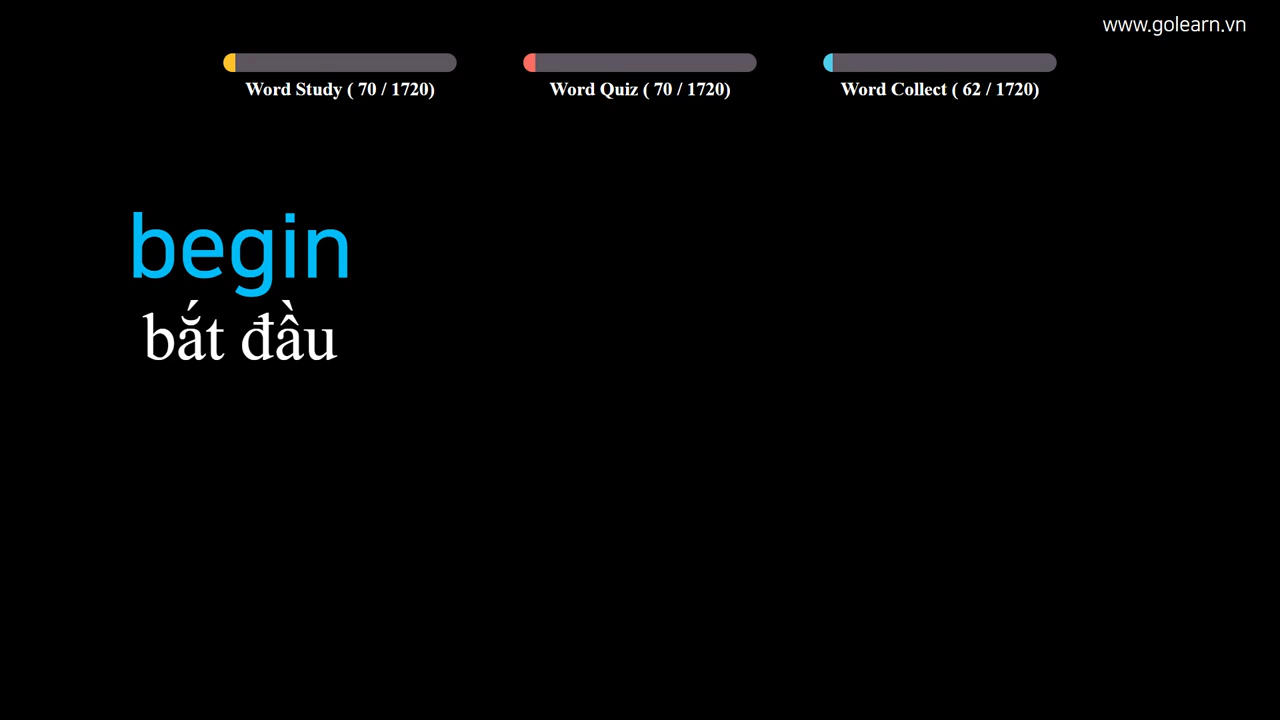 www.golearn.vn
Word Study ( 70 / 1720)
Word Quiz ( 70 / 1720)
Word Collect ( 62 / 1720)
begin
bắt đầu